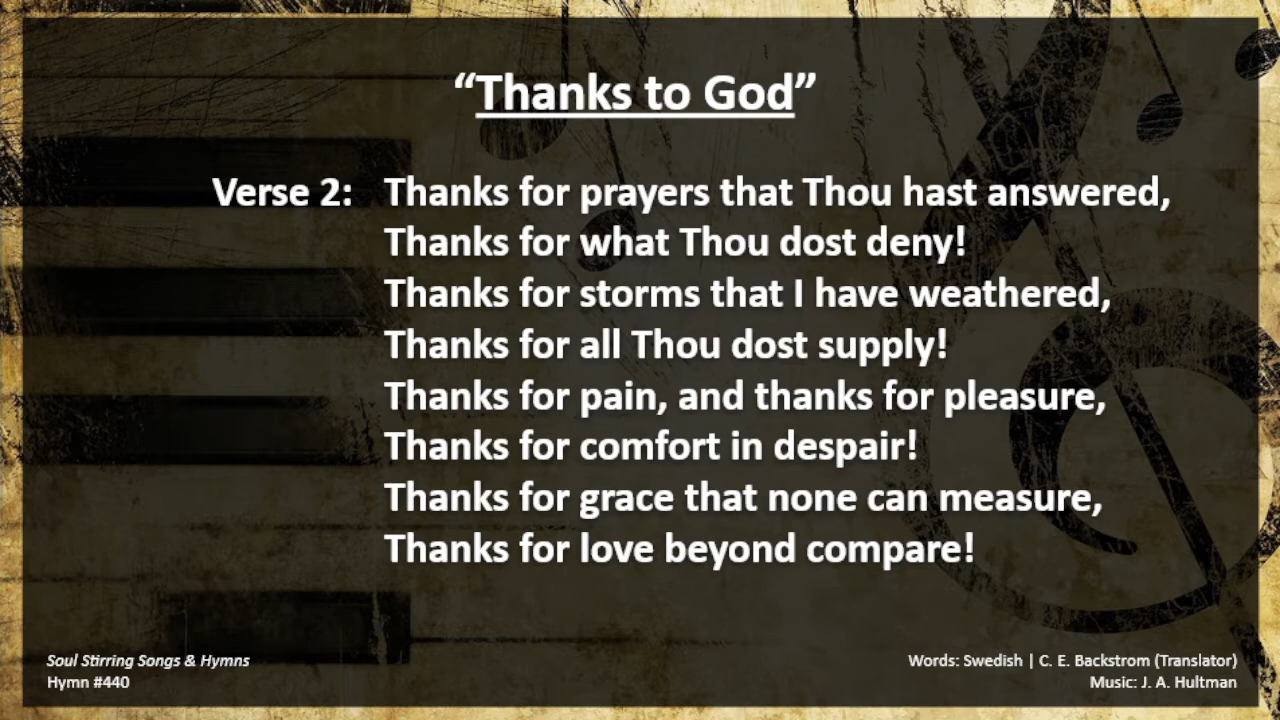 “Thanks to God”
Verse 2: Thanks for prayers that Thou hast answered,
Thanks for what Thou dost deny!
Thanks for storms that I have weathered,
Thanks for all Thou dost supply!
Thanks for pain, and thanks for pleasure,
Thanks for comfort in despair!
Thanks for grace that none can measure,
Thanks for love beyond compare!
Soul Stirring Songs & Hymns
Hymn #440
Words: Swedish | C. E. Backstrom (Translator)
Music: J. A. Hultman